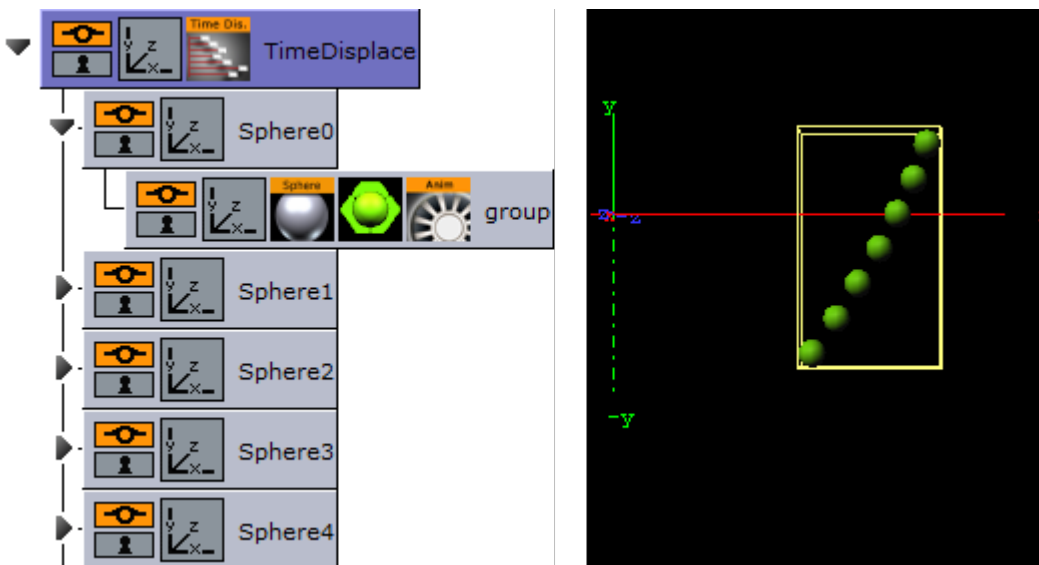 Time Dis.
y z
x
TimeDisplace
y z
x
Sphere0
y z
x
Sphere
Anim
group
y z
x
Sphere1
y z
x
Sphere2
y z
x
Sphere3
y z
x
Sphere4
y
-z
-y